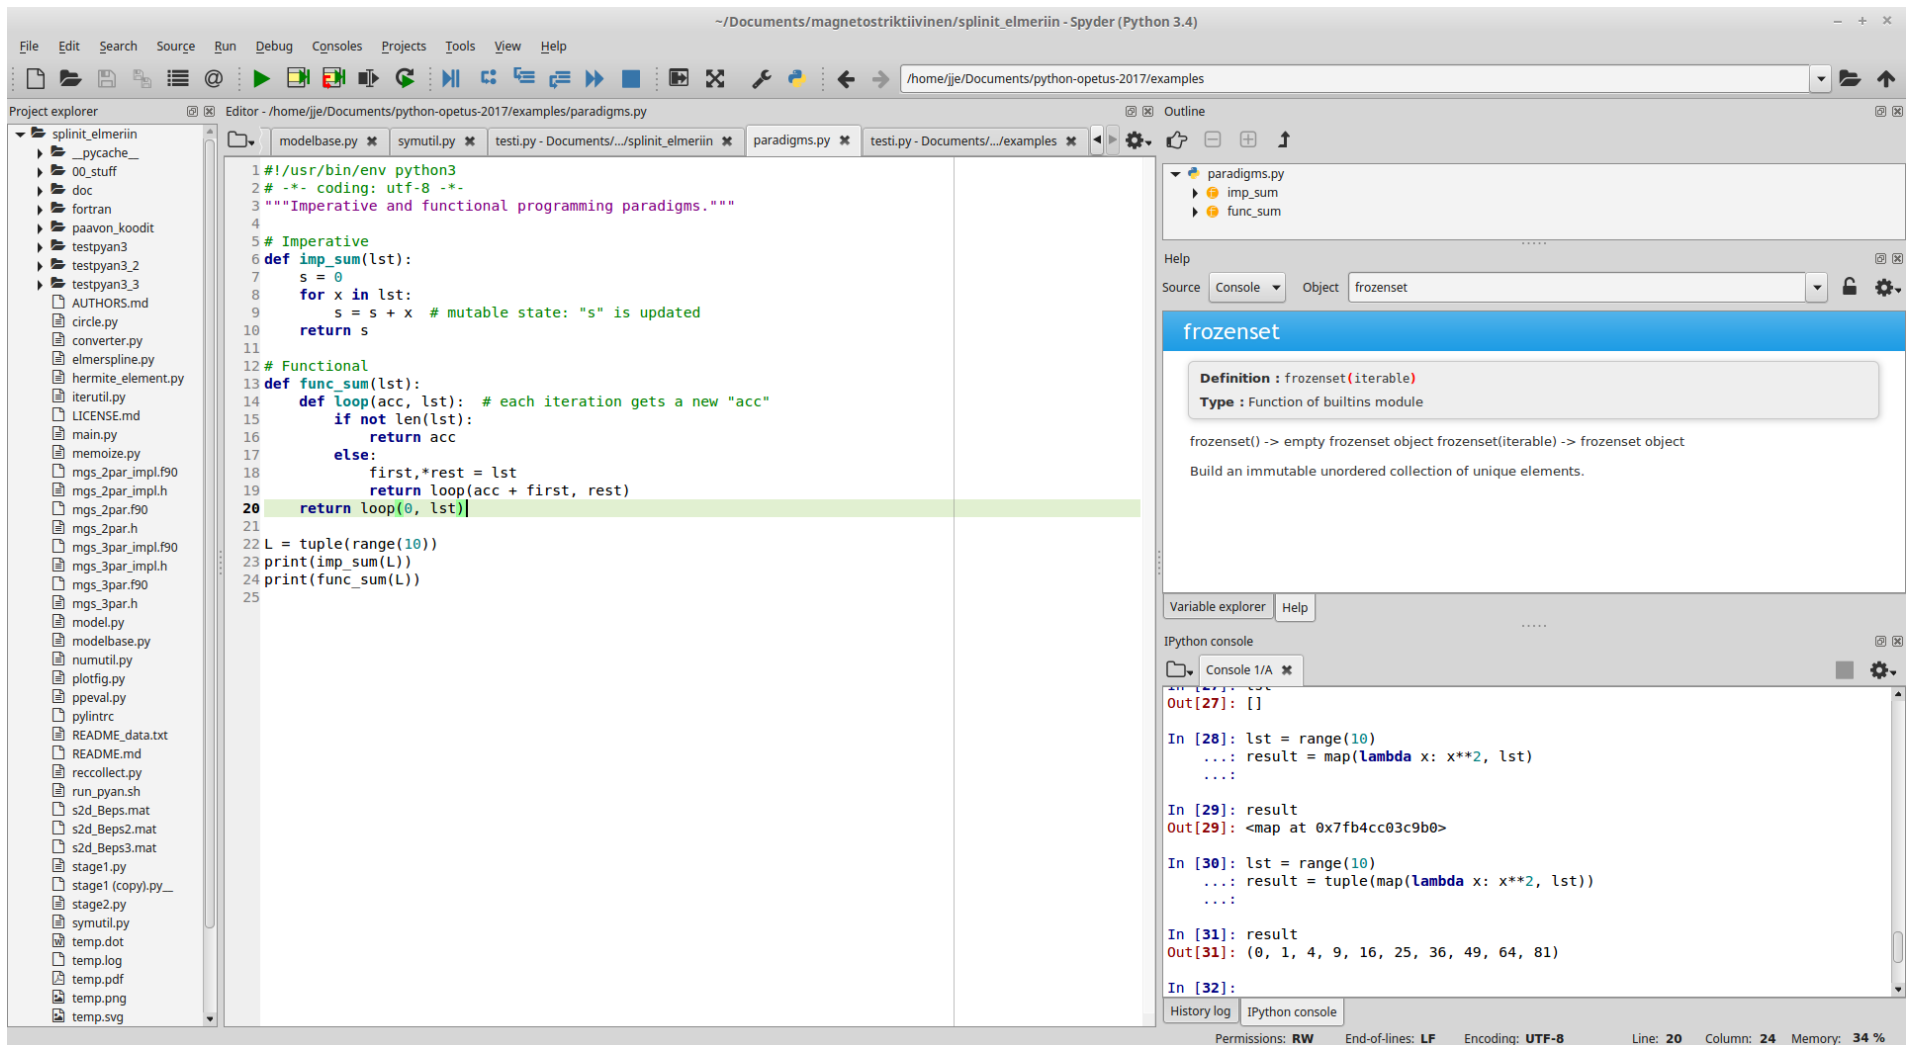 ~/Documents/magnetostriktiivinen/splinit_elmeriin - Spyder (Python 3.4)
File Edit Search Source Run Debug Consoles Projects Tools View Help
/home/jje/Documents/python-opetus-2017/examples
Project explorer
splinit_elmeriin
__pycache__
00_stuff
doc
fortran
paavon_koodit
testpyan3
testpyan3_2
testpyan3_3
AUTHORS.md
circle.py
converter.py
elmerspline.py
hermite_element.py
iterutil.py
LICENSE.md
main.py
memoize.py
mgs_2par_impl.f90
mgs_2par_impl.h
mgs_2par.f90
mgs_2par.h
mgs_3par_impl.f90
mgs_3par_impl.h
mgs_3par.f90
mgs_3par.h
model.py
modelbase.py
numutil.py
plotfig.py
ppeval.py
pylintrc
README_data.txt
README.md
reccollect.py
run_pyan.sh
s2d_Beps.mat
s2d_Beps2.mat
s2d_Beps3.mat
stage1.py
stage1 (copy).py__
stage2.py
symutil.py
temp.dot
temp.log
temp.pdf
temp.png
temp.svg
Editor - /home/jje/Documents/python-opetus-2017/examples/paradigms.py
modelbase.py symutil.py testi.py - Documents/.../splinit_elmeriin paradigms.py testi.py - Documents/.../examples
1 #!/usr/bin/env python3
2 # -*- coding: utf-8 -*-
3 """Imperative and functional programming paradigms."""
4
5 # Imperative
6 def imp_sum(lst):
7     s = 0
8     for x in lst:
9         s = s + x  # mutable state: "s" is updated
10     return s
11
12 # Functional
13 def func_sum(lst):
14     def loop(acc, lst):  # each iteration gets a new "acc"
15         if not len(lst):
16             return acc
17         else:
18             first,*rest = lst
19             return loop(acc + first, rest)
20     return loop(0, lst)
21
22 L = tuple(range(10))
23 print(imp_sum(L))
24 print(func_sum(L))
25
Outline
paradigms.py
imp_sum
func_sum
Help
Source Console Object frozenset
frozenset
Definition : frozenset(iterable)
Type : Function of builtins module
frozenset() -> empty frozenset object frozenset(iterable) -> frozenset object
Build an immutable unordered collection of unique elements.
Variable explorer Help
IPython console
Console 1/A
In [27]: lst
Out[27]: []
In [28]: lst = range(10)
...: result = map(lambda x: x**2, lst)
...:
In [29]: result
Out[29]: <map at 0x7fb4cc03c9b0>
In [30]: lst = range(10)
...: result = tuple(map(lambda x: x**2, lst))
...:
In [31]: result
Out[31]: (0, 1, 4, 9, 16, 25, 36, 49, 64, 81)
In [32]:
History log IPython console
Permissions: RW End-of-lines: LF Encoding: UTF-8 Line: 20 Column: 24 Memory: 34 %